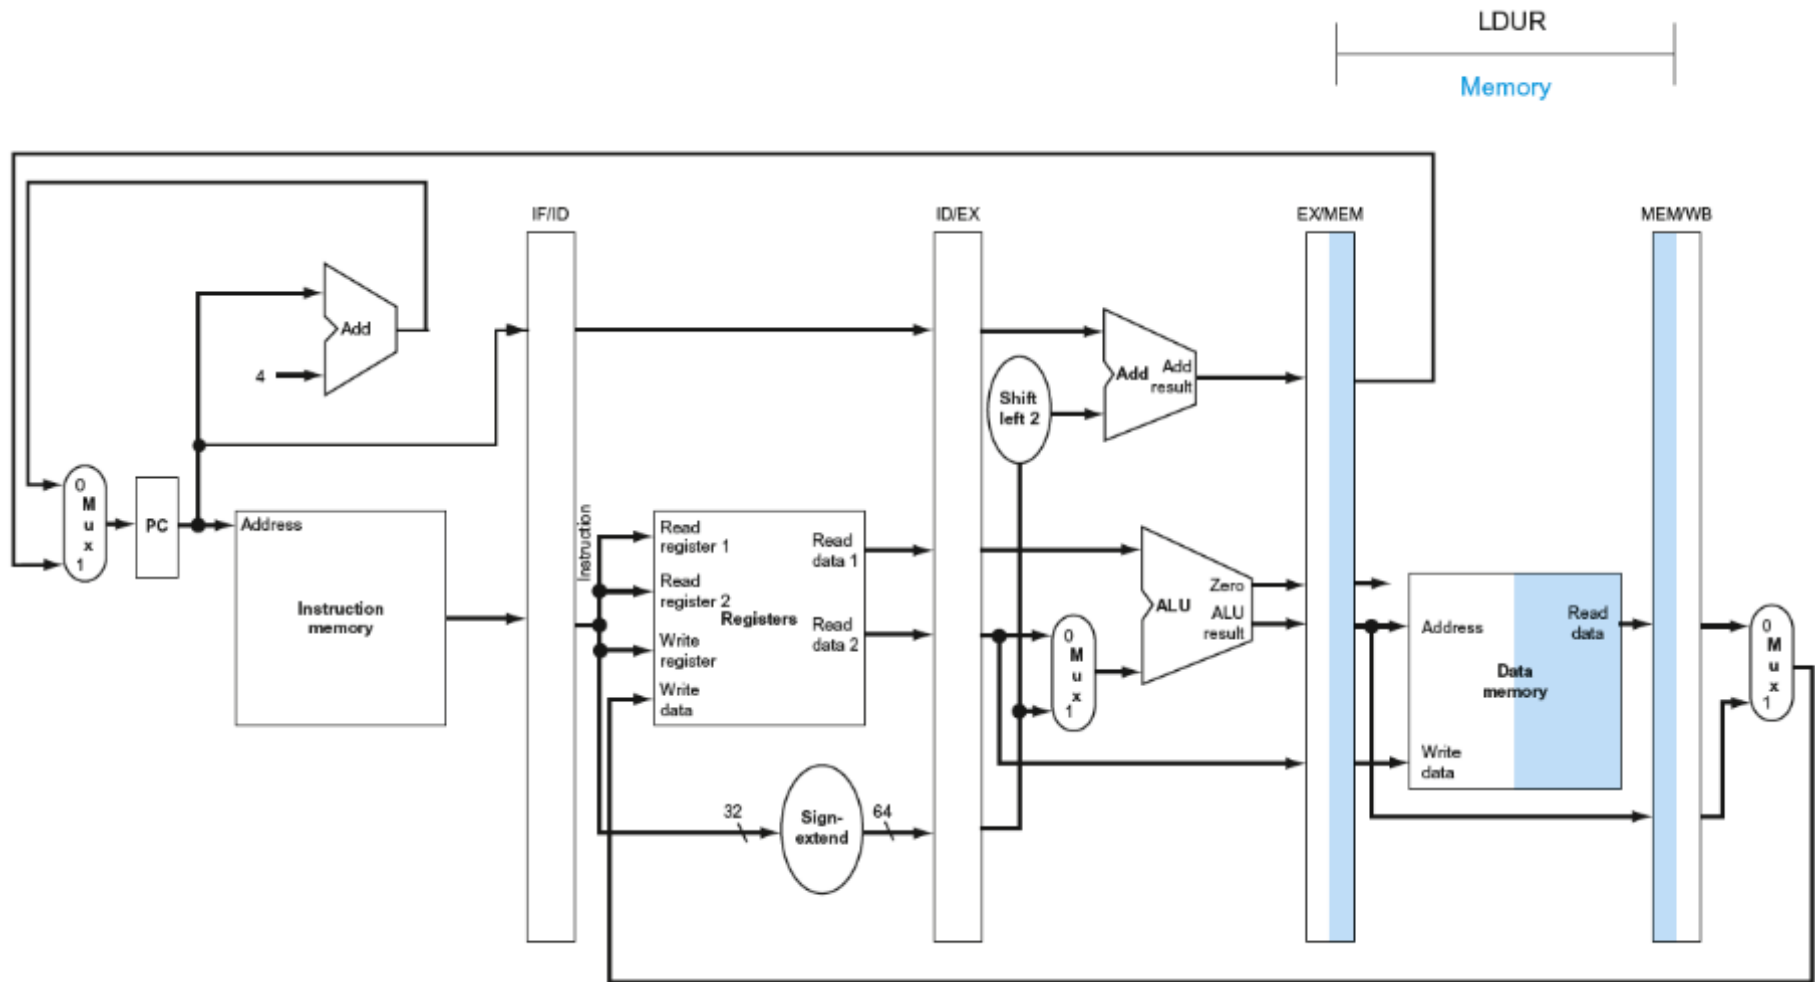 LDUR
Memory
IF/ID
ID/EX
EX/MEM
MEM/WB
Add
4
Add
Add
result
Shift
left 2
0
M
u
x
1
PC
Address
Instruction
memory
Instruction
Read
register 1
Read
register 2
Write
register
Write
data
Registers
Read
data 1
Read
data 2
0
M
u
x
1
ALU
Zero
ALU
result
Address
Read
data
Data
memory
Write
data
0
M
u
x
1
32
Sign-
extend
64